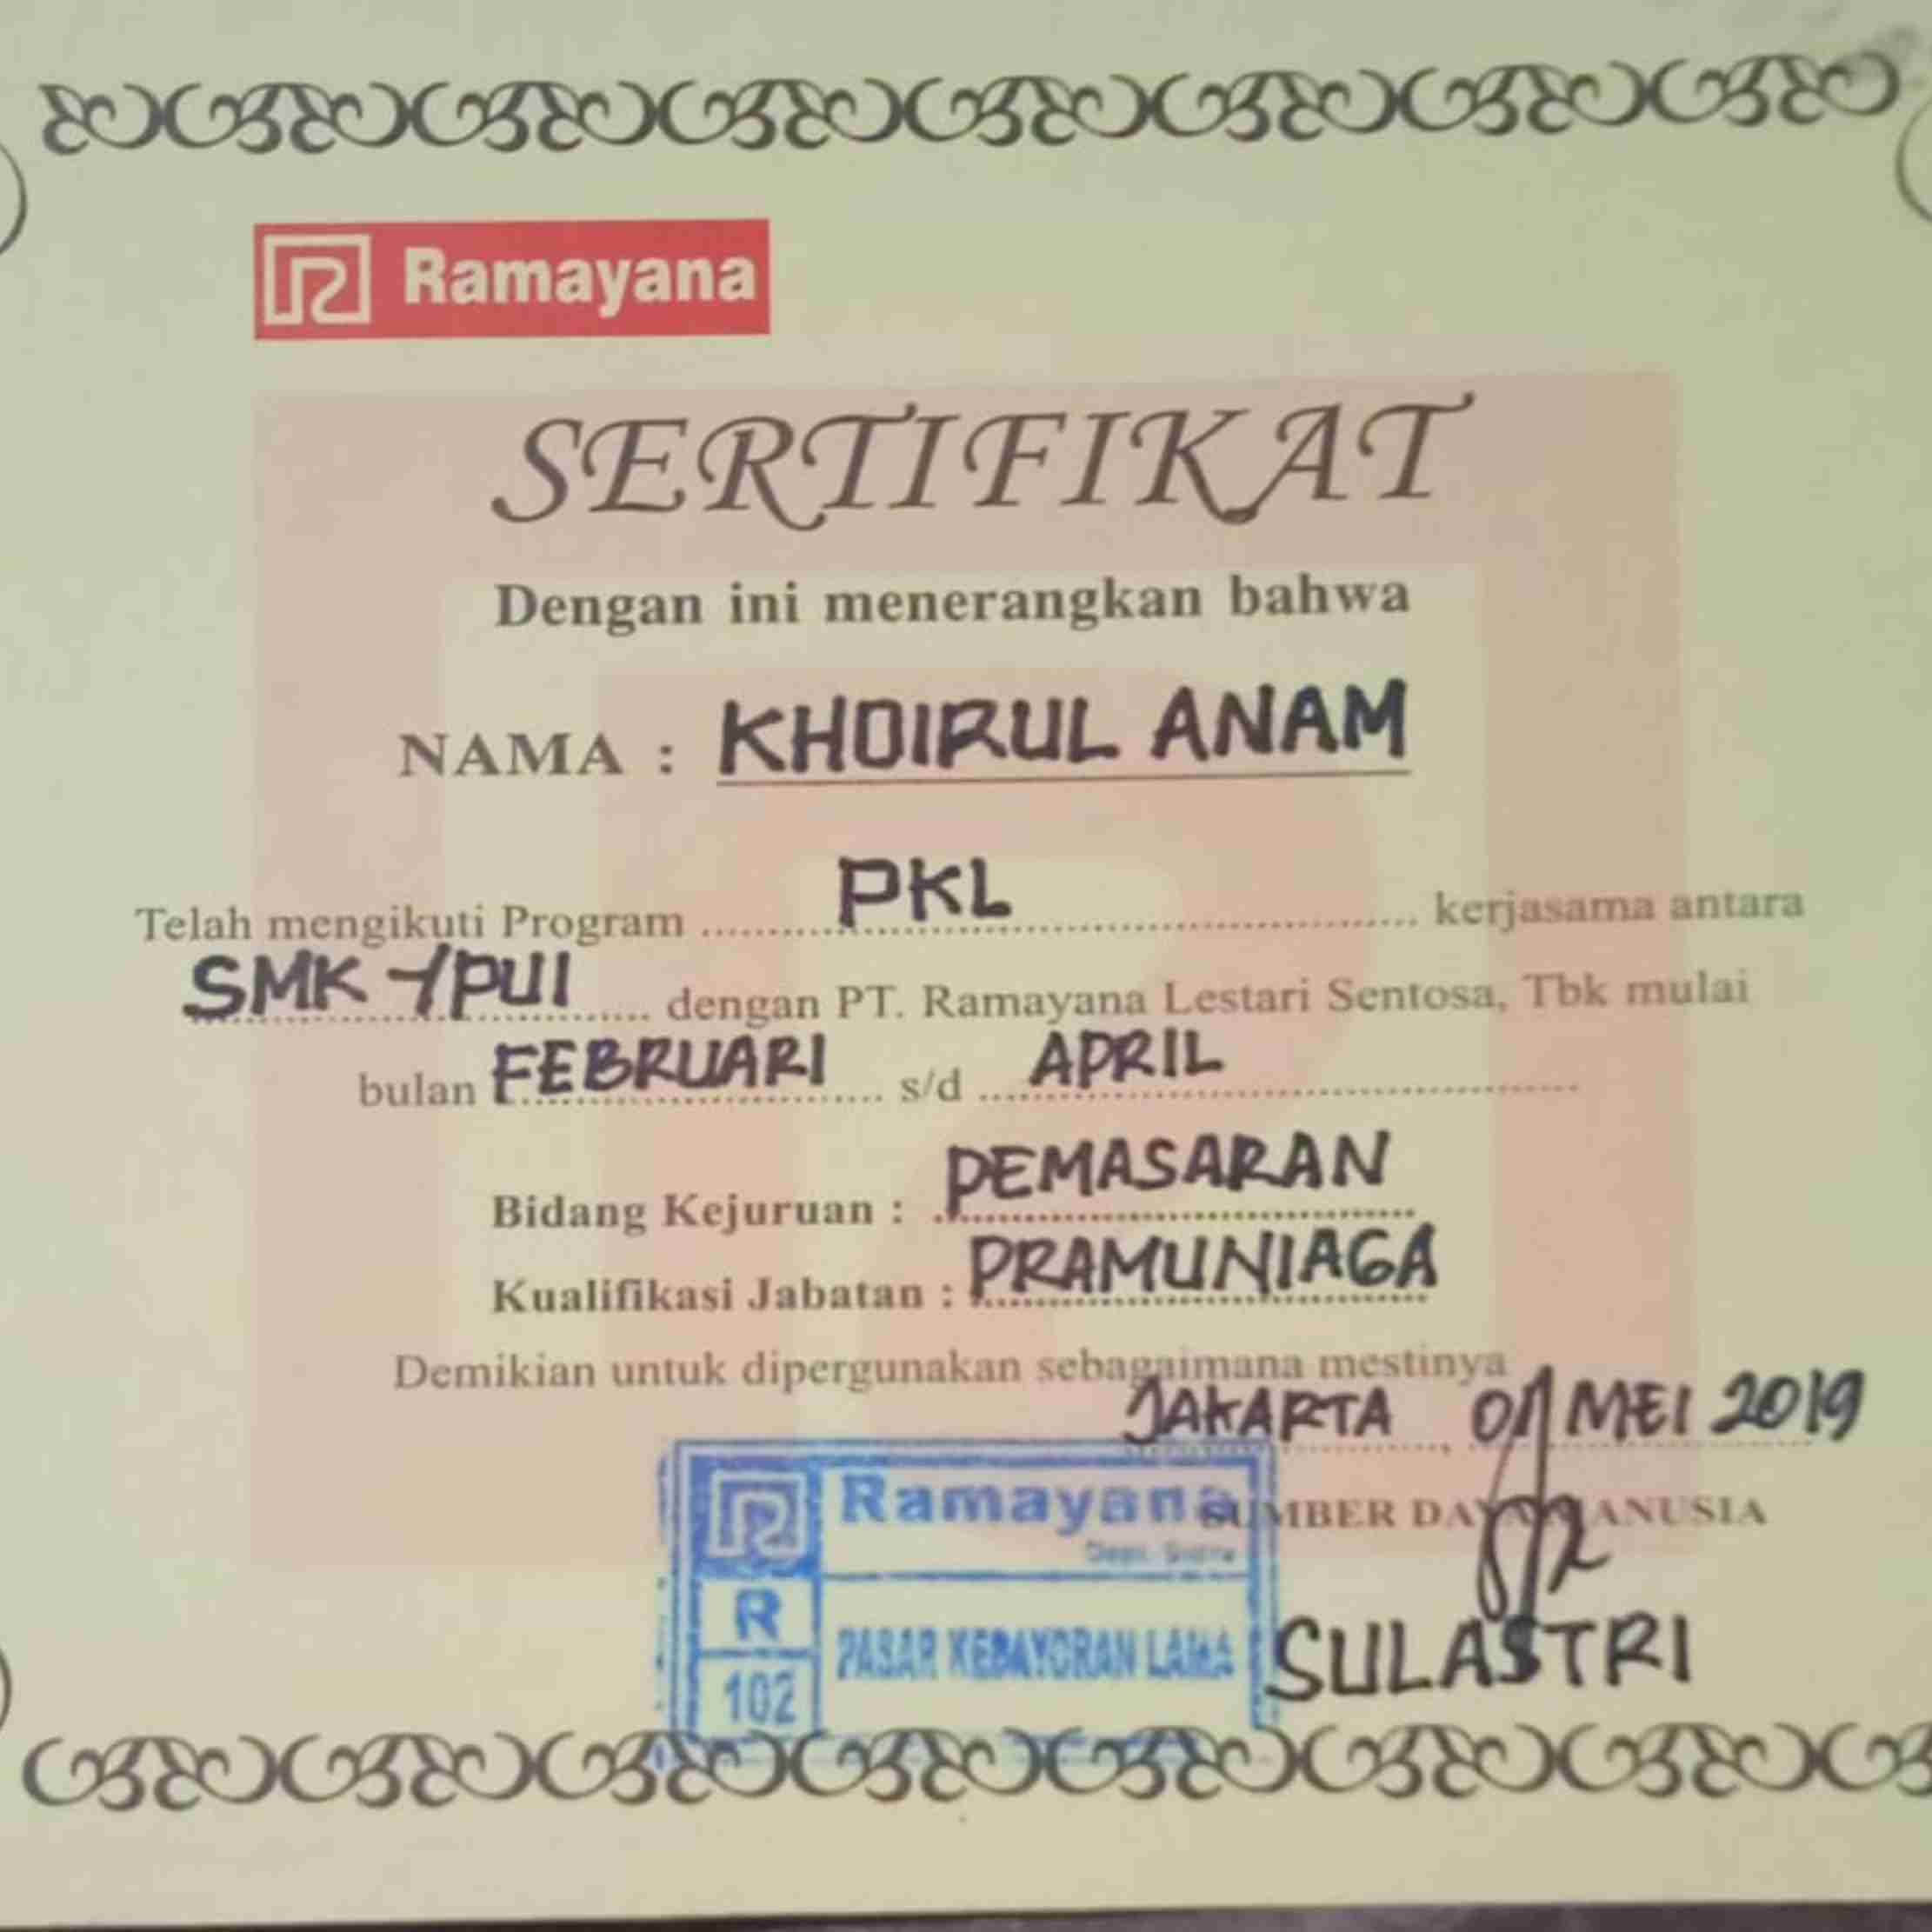 Ramayana
SERTIFIKAT
Dengan ini menerangkan bahwa
NAMA : KHOIRUL ANAM
Telah mengikuti Program PKL kerjasama antara
SMK YPUI dengan PT. Ramayana Lestari Sentosa, Tbk mulai
bulan FEBRUARI s/d APRIL
Bidang Kejuruan : PEMASARAN
Kualifikasi Jabatan : PRAMUNIAGA
Demikian untuk dipergunakan sebagaimana mestinya
JAKARTA, 01 MEI 2019
SUMBER DAYA MANUSIA
Ramayana
Dept. Store
R
102
PASAR KEBAYORAN LAMA
SULASTRI